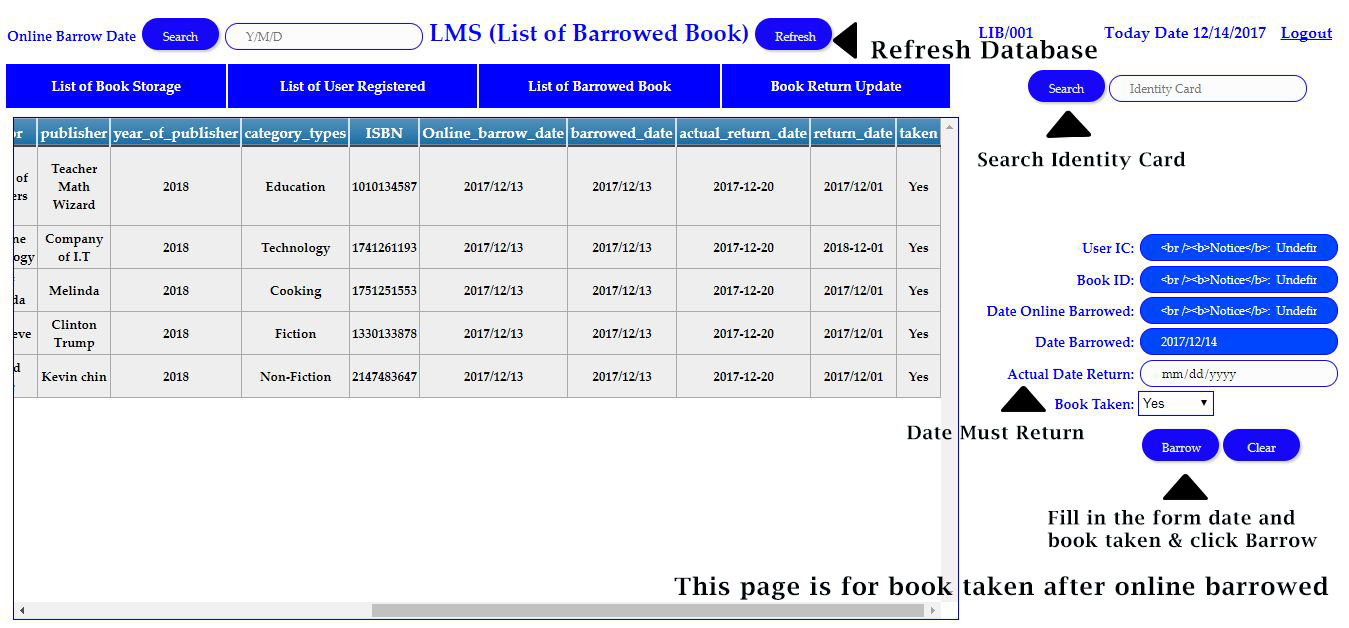 Online Barrow Date Search Y/M/D LMS (List of Barrowed Book) Refresh LIB/001 Today Date 12/14/2017 Logout
Refresh Database
List of Book Storage List of User Registered List of Barrowed Book Book Return Update
Search Identity Card
Search Identity Card
r publisher year_of_publisher category_types ISBN Online_barrow_date barrowed_date actual_return_date return_date taken
of
ers
Teacher
Math
Wizard
2018 Education 1010134587 2017/12/13 2017/12/13 2017-12-20 2017/12/01 Yes
ne
ogy
Company
of I.T
2018 Technology 1741261193 2017/12/13 2017/12/13 2017-12-20 2018-12-01 Yes
da
Melinda 2018 Cooking 1751251553 2017/12/13 2017/12/13 2017-12-20 2017/12/01 Yes
eve
Clinton
Trump
2018 Fiction 1330133878 2017/12/13 2017/12/13 2017-12-20 2017/12/01 Yes
d
Kevin chin 2018 Non-Fiction 2147483647 2017/12/13 2017/12/13 2017-12-20 2017/12/01 Yes
User IC: <br /><b>Notice</b>: Undefir
Book ID: <br /><b>Notice</b>: Undefir
Date Online Barrowed: <br /><b>Notice</b>: Undefir
Date Barrowed: 2017/12/14
Actual Date Return: mm/dd/yyyy
Book Taken: Yes
Date Must Return
Barrow Clear
Fill in the form date and
book taken & click Barrow
This page is for book taken after online barrowed